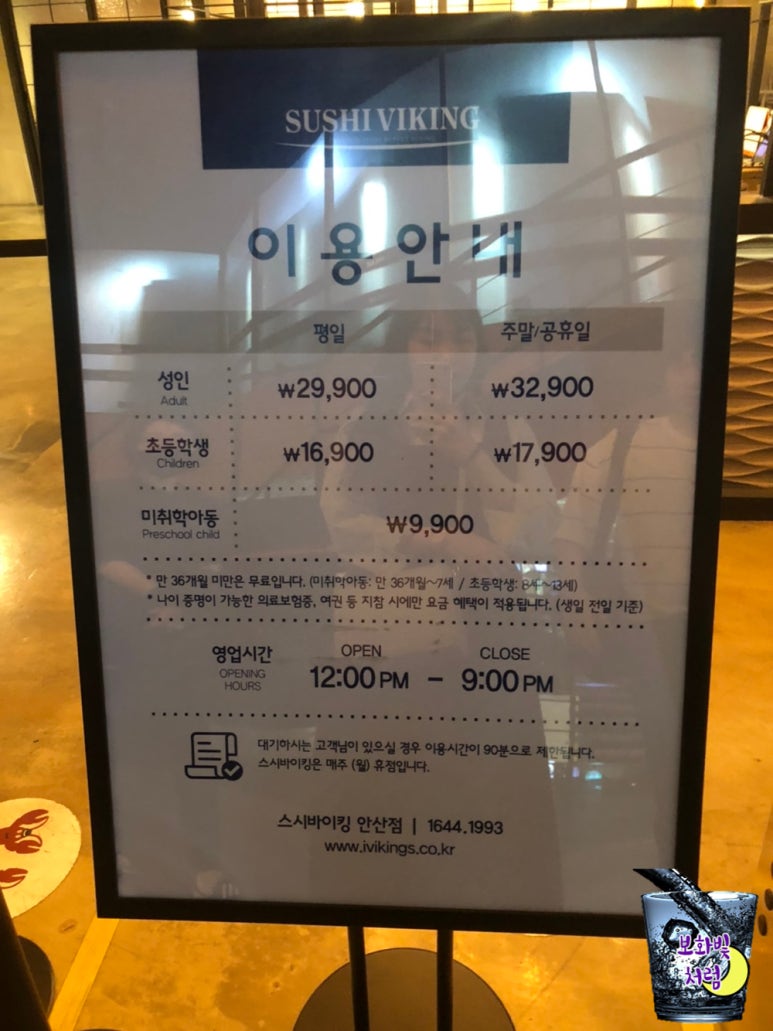 SUSHI VIKING
이용안내
평일 주말/공휴일
성인 ₩29,900 ₩32,900
Adult
초등학생 ₩16,900 ₩17,900
Children
미취학아동 ₩9,900
Preschool child
* 만 36개월 미만은 무료입니다. (미취학아동: 만 36개월~7세 / 초등학생: 8세~13세)
* 나이 증명이 가능한 의료보험증, 여권 등 지참 시에만 요금 혜택이 적용됩니다. (생일 전일 기준)
영업시간 OPEN CLOSE
OPENING
HOURS
12:00 PM – 9:00 PM
대기하시는 고객님이 있으실 경우 이용시간이 90분으로 제한됩니다.
스시바이킹은 매주 (월) 휴점입니다.
스시바이킹 안산점 | 1644.1993
www.ivikings.co.kr
보화빛
처럼